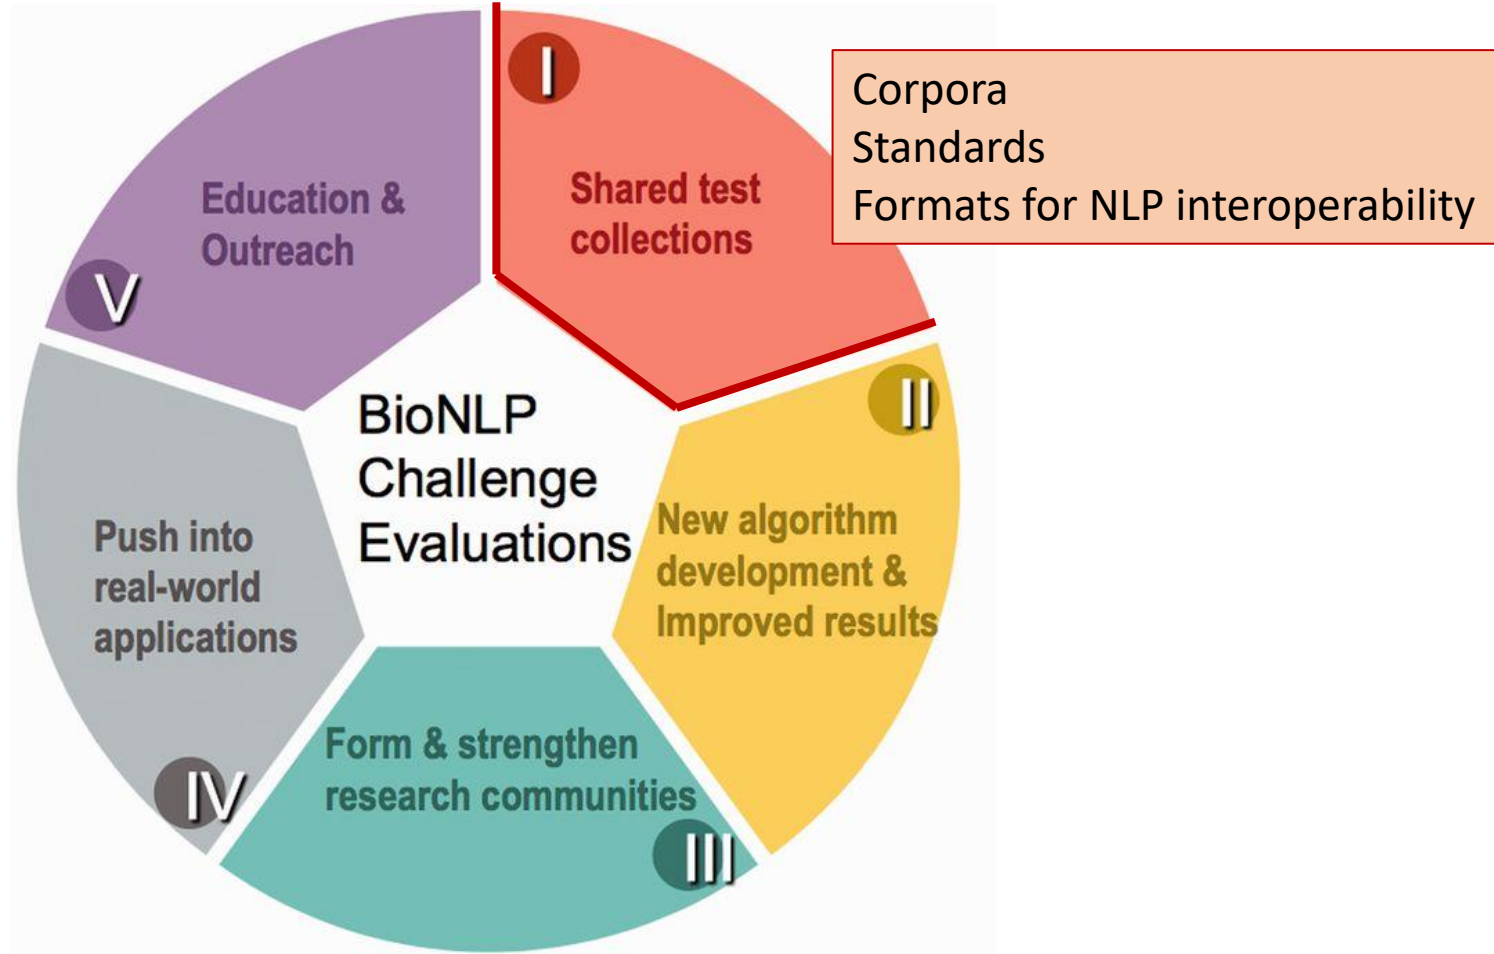 I
Shared test
collections
Corpora
Standards
Formats for NLP interoperability
II
New algorithm
development &
Improved results
III
Form & strengthen
research communities
IV
Push into
real-world
applications
V
Education &
Outreach
BioNLP
Challenge
Evaluations